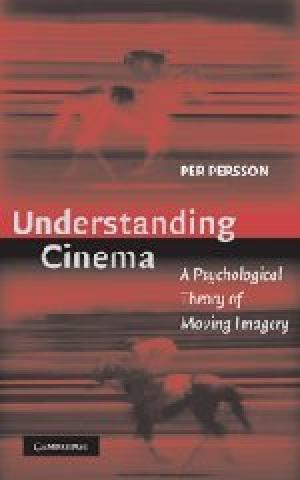 PER PERSSON
Understanding
Cinema
A Psychological
Theory of
Moving Imagery
CAMBRIDGE